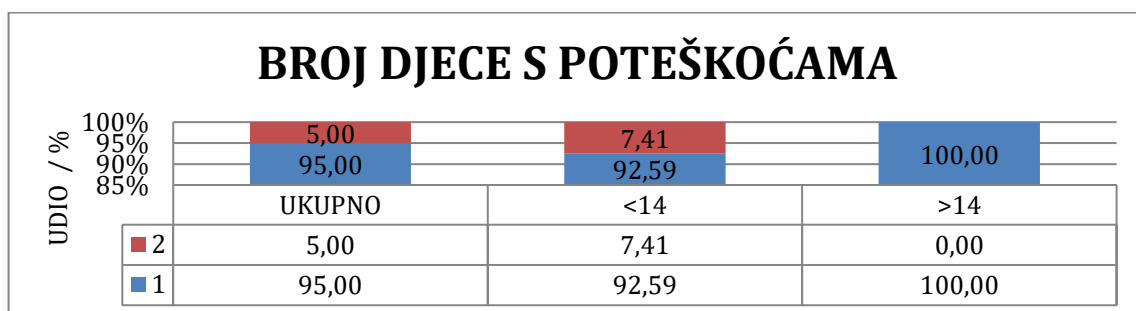 BROJ DJECE S POTEŠKOĆAMA
UDIO / %
100%
95%
90%
85%
5,00
95,00
7,41
92,59
100,00
UKUPNO <14 >14
2 5,00 7,41 0,00
1 95,00 92,59 100,00